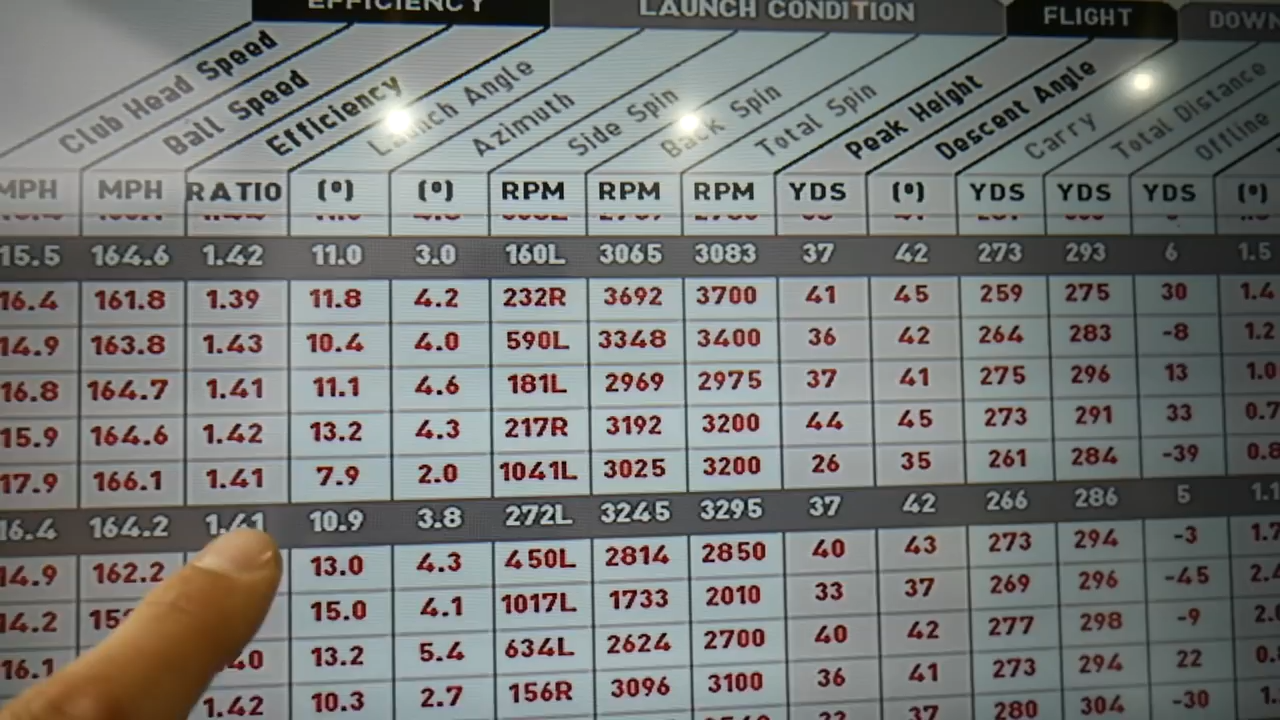 EFFICIENCY LAUNCH CONDITION FLIGHT DOWN
Club Head Speed Ball Speed Efficiency Launch Angle Azimuth Side Spin Back Spin Total Spin Peak Height Descent Angle Carry Total Distance Offline
MPH MPH RATIO (°) (°) RPM RPM RPM YDS (°) YDS YDS YDS (°)
15.5 164.6 1.42 11.0 3.0 160L 3065 3083 37 42 273 293 6 1.5
16.4 161.8 1.39 11.8 4.2 232R 3692 3700 41 45 259 275 30 1.4
14.9 163.8 1.43 10.4 4.0 590L 3348 3400 36 42 264 283 -8 1.2
16.8 164.7 1.41 11.1 4.6 181L 2969 2975 37 41 275 296 13 1.0
15.9 164.6 1.42 13.2 4.3 217R 3192 3200 44 45 273 291 33 0.7
17.9 166.1 1.41 7.9 2.0 1041L 3025 3200 26 35 261 284 -39 0.8
16.4 164.2 1.41 10.9 3.8 272L 3245 3295 37 42 266 286 5 1.1
14.9 162.2 13.0 4.3 450L 2814 2850 40 43 273 294 -3 1.7
14.2 15.0 4.1 1017L 1733 2010 33 37 269 296 -45
16.1 13.2 5.4 634L 2624 2700 40 42 277 298 -9
1.42 10.3 2.7 156R 3096 3100 36 41 273 294 22
37 280 304 -30